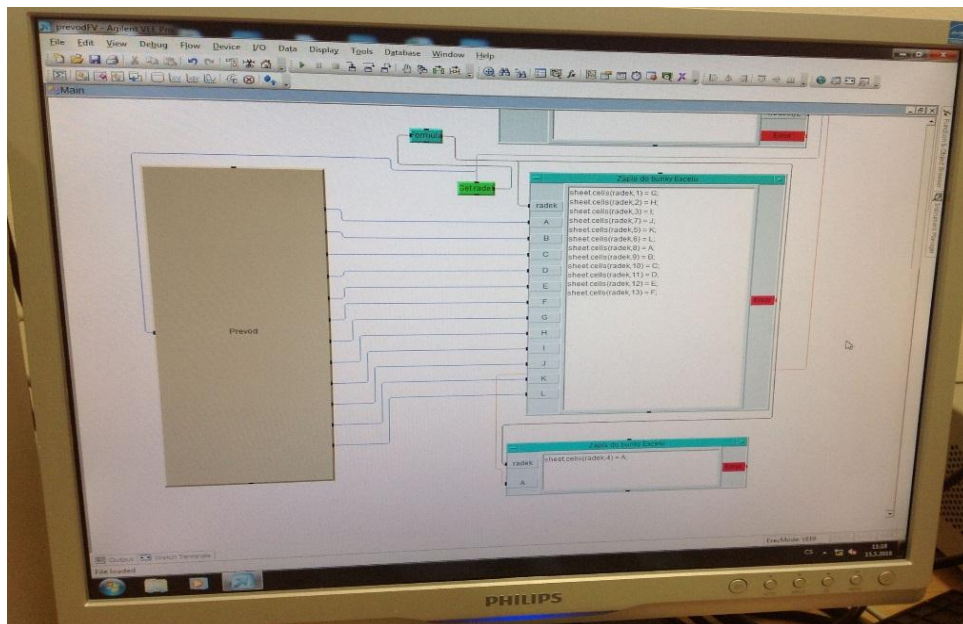 prevodFV - Agilent VEE Pro
File Edit View Debug Flow Device I/O Data Display Tools Database Window Help
Main
Formula
Error
Set radek
Zapis do bunky Excelu
radek
A
B
C
D
E
F
G
H
I
J
K
L
sheet.cells(radek,1) = G;
sheet.cells(radek,2) = H;
sheet.cells(radek,3) = I;
sheet.cells(radek,7) = J;
sheet.cells(radek,5) = K;
sheet.cells(radek,6) = L;
sheet.cells(radek,8) = A;
sheet.cells(radek,9) = B;
sheet.cells(radek,10) = C;
sheet.cells(radek,11) = D;
sheet.cells(radek,12) = E;
sheet.cells(radek,13) = F;
Error
Prevod
Zapis do bunky Excelu
radek
A
sheet.cells(radek,4) = A;
Error
Output
File loaded
CS
11:18
PHILIPS